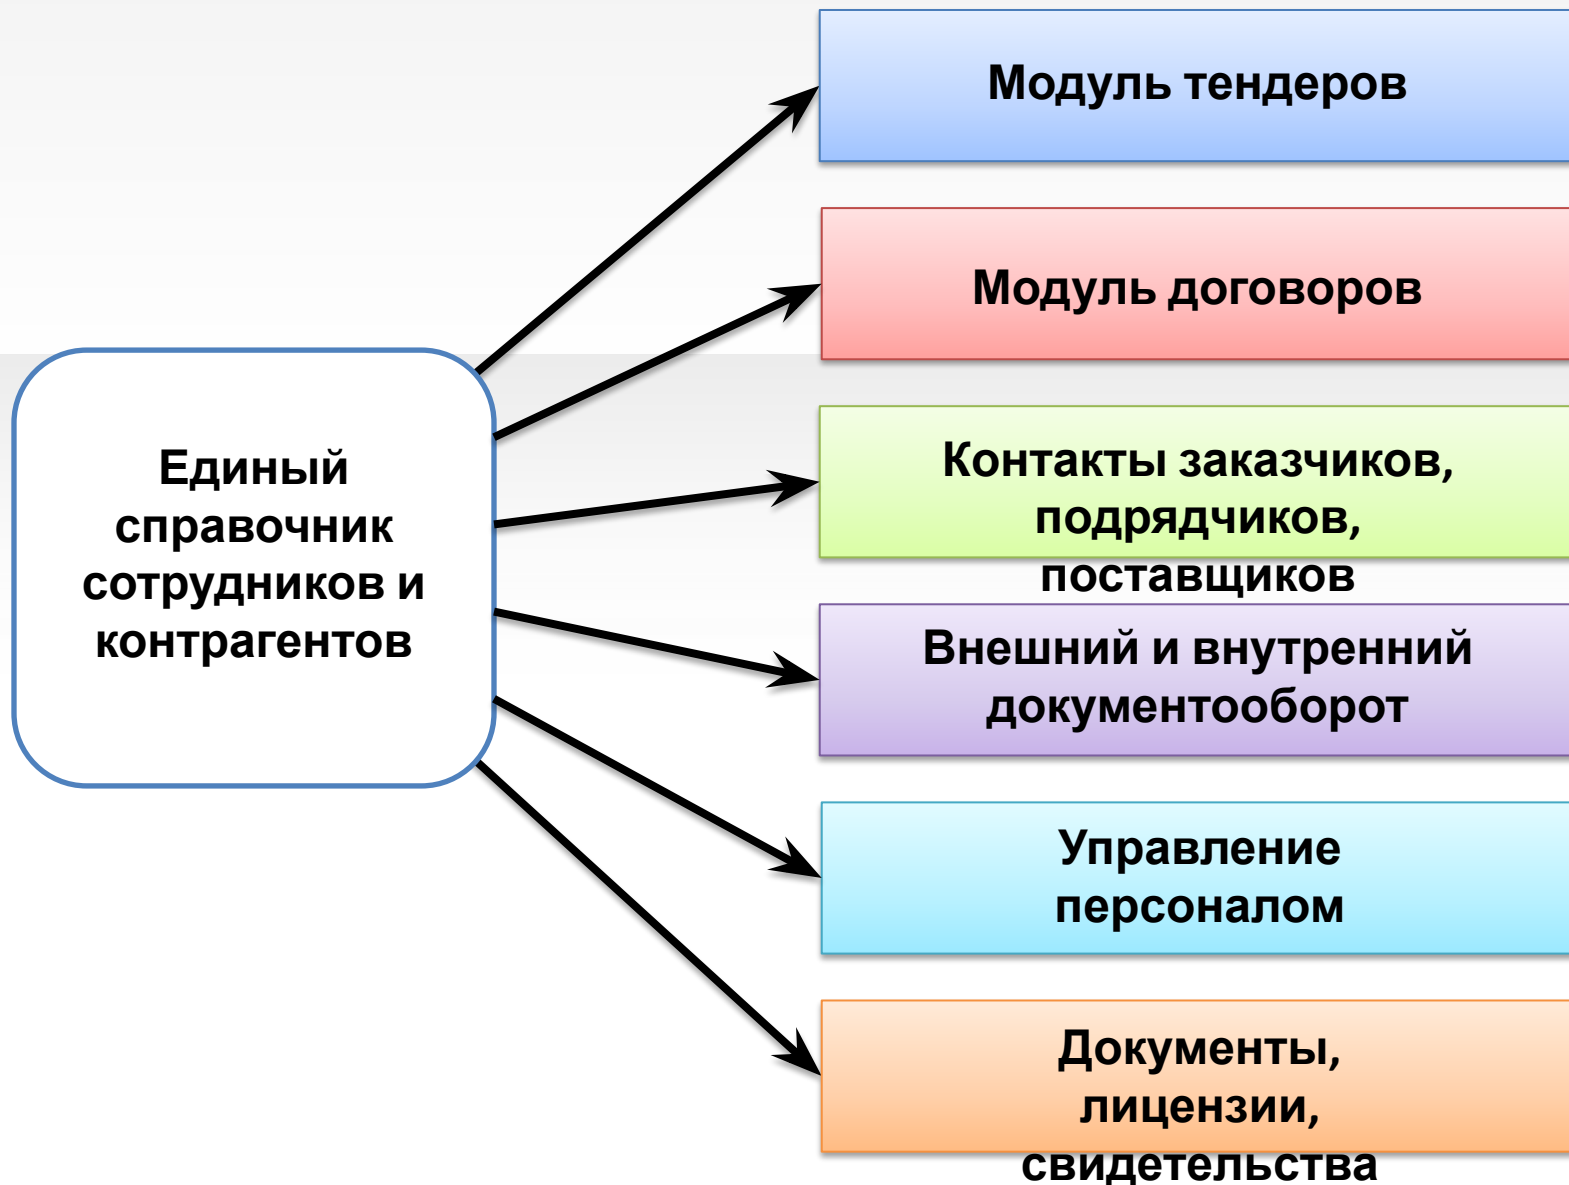 Модуль тендеров
Модуль договоров
Единый
справочник
сотрудников и
контрагентов
Контакты заказчиков,
подрядчиков,
поставщиков
Внешний и внутренний
документооборот
Управление
персоналом
Документы,
лицензии,
свидетельства